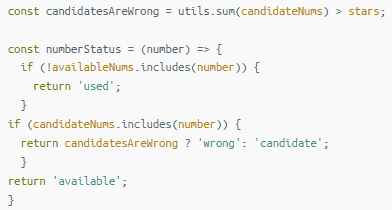 const candidatesAreWrong = utils.sum(candidateNums) > stars;
const numberStatus = (number) => {
if (!availableNums.includes(number)) {
return 'used';
}
if (candidateNums.includes(number)) {
return candidatesAreWrong ? 'wrong': 'candidate';
}
return 'available';
}